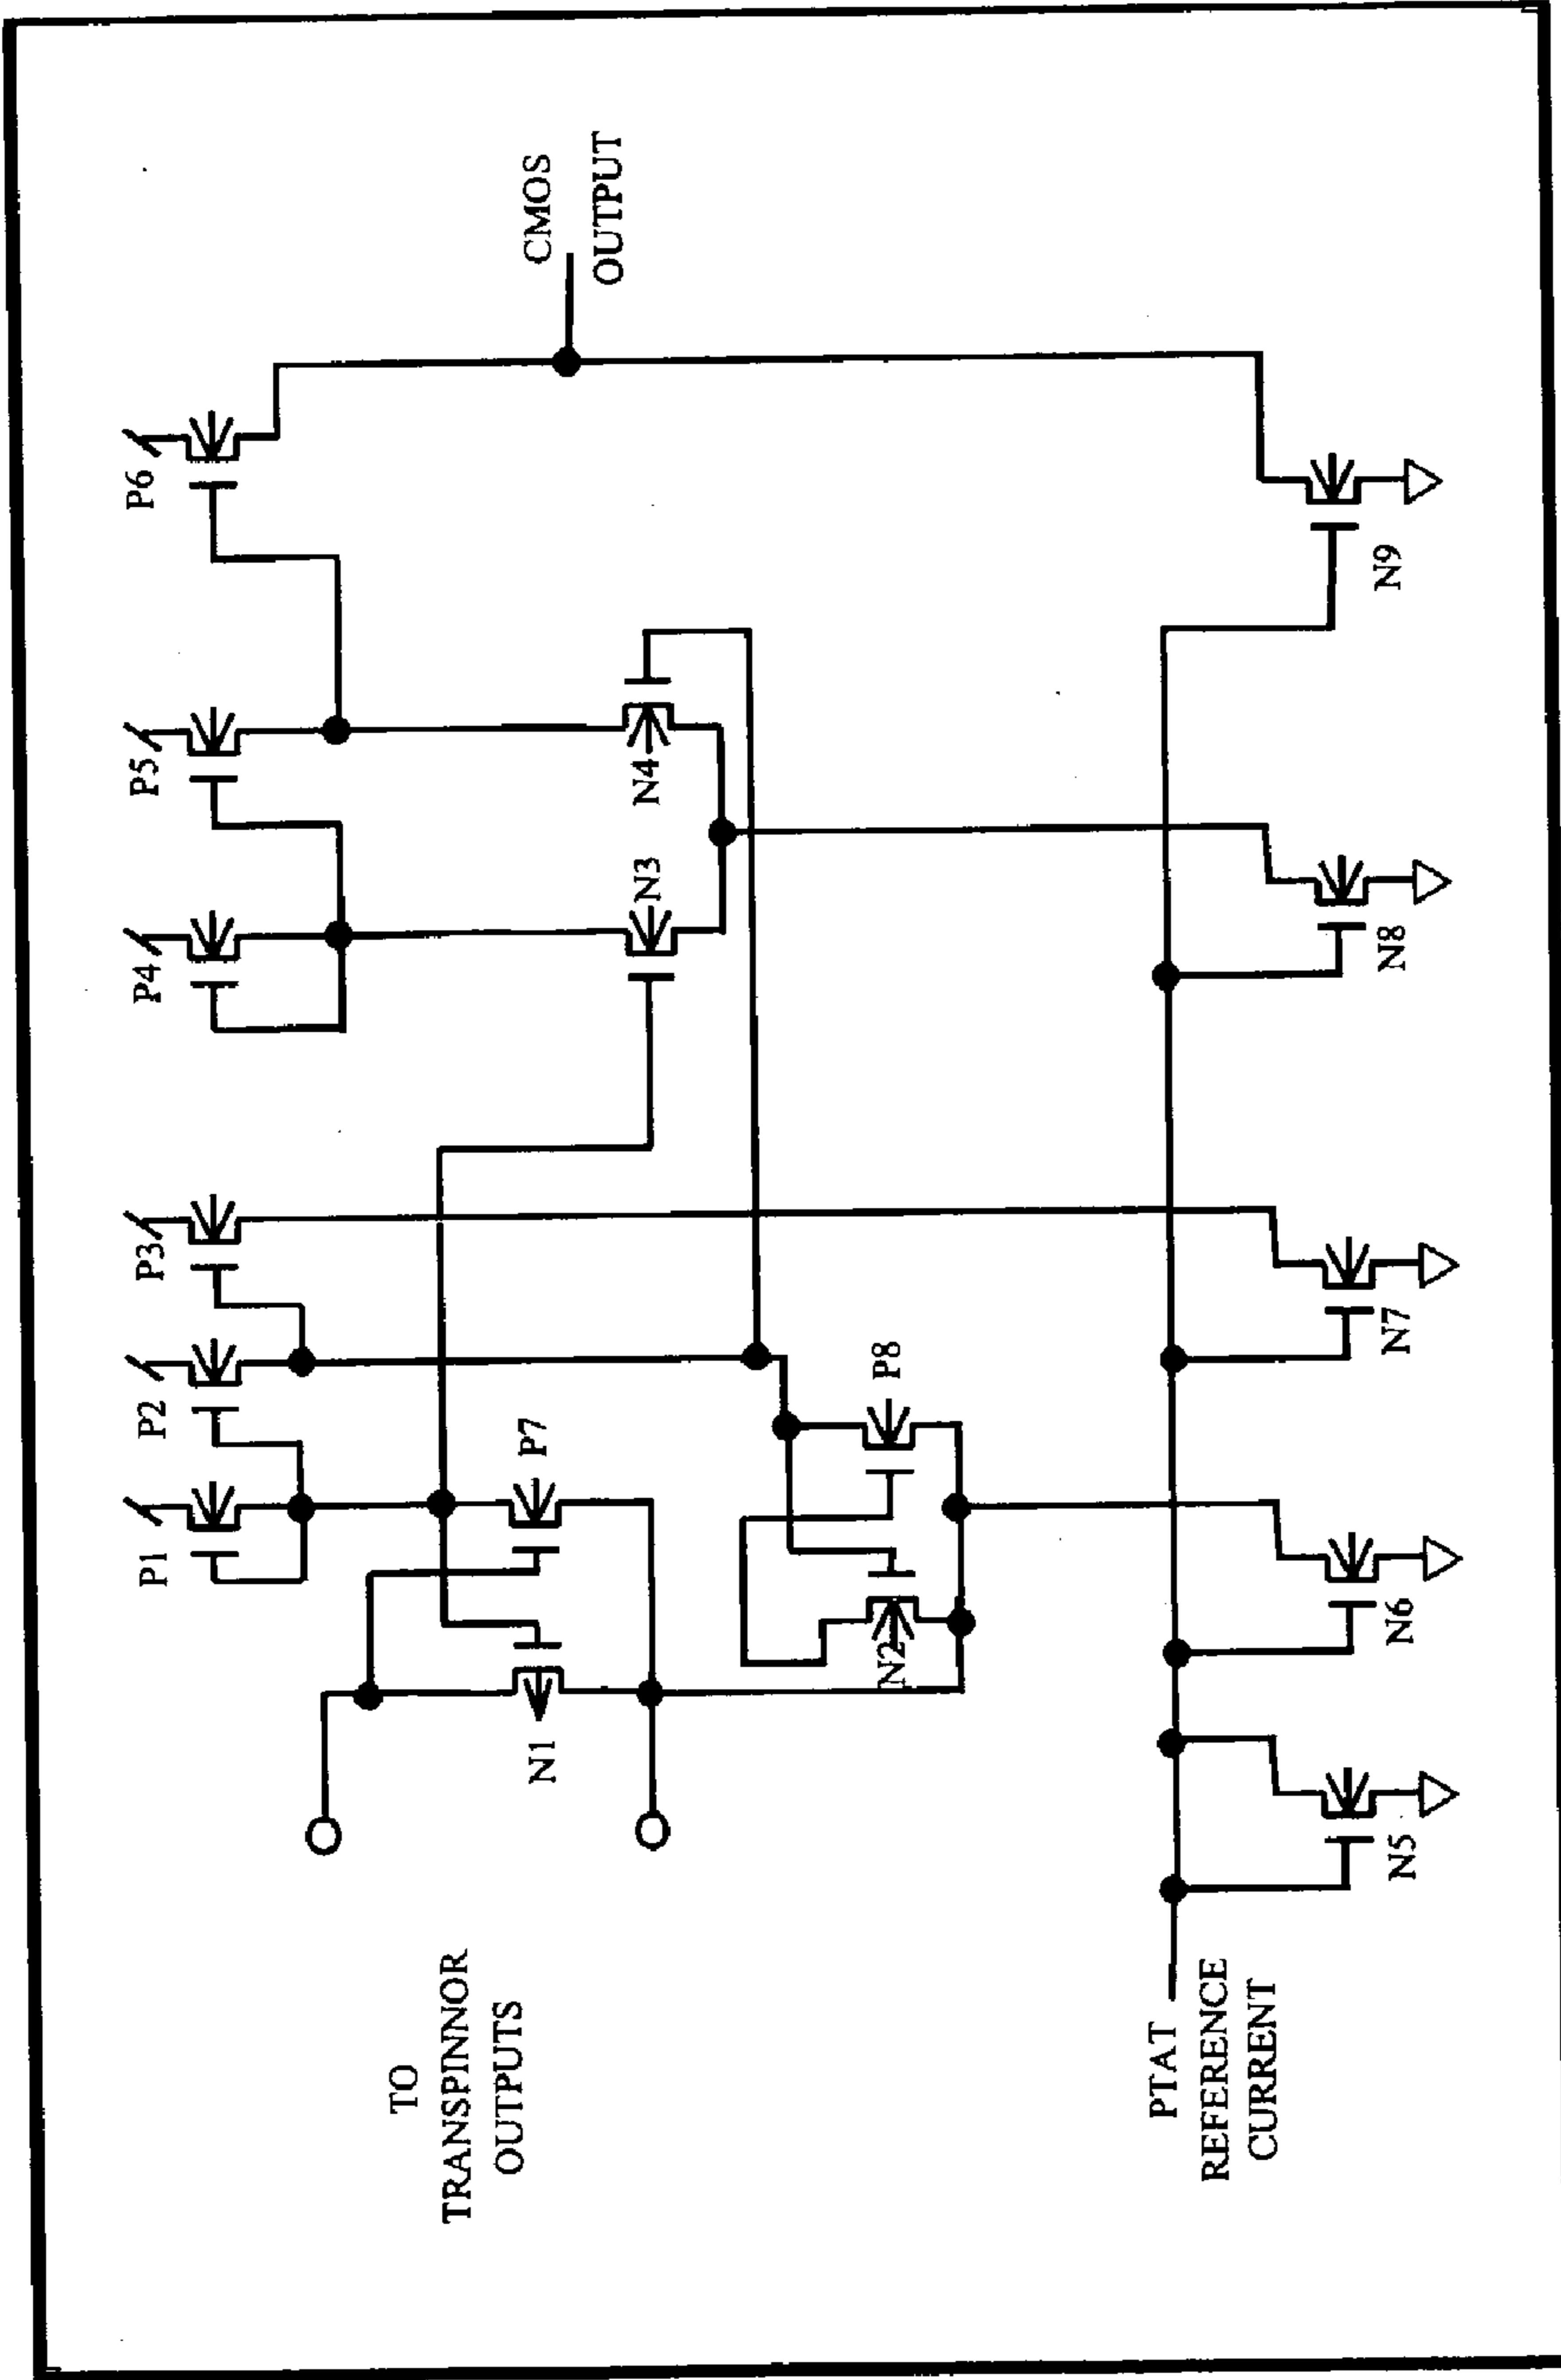 P1
P2
P3
P4
P5
P6
TO
TRANSPINNOR
OUTPUTS
N1
P7
N3
N4
CMOS
OUTPUT
N2
P8
PTAT
REFERENCE
CURRENT
N5
N6
N7
N8
N9